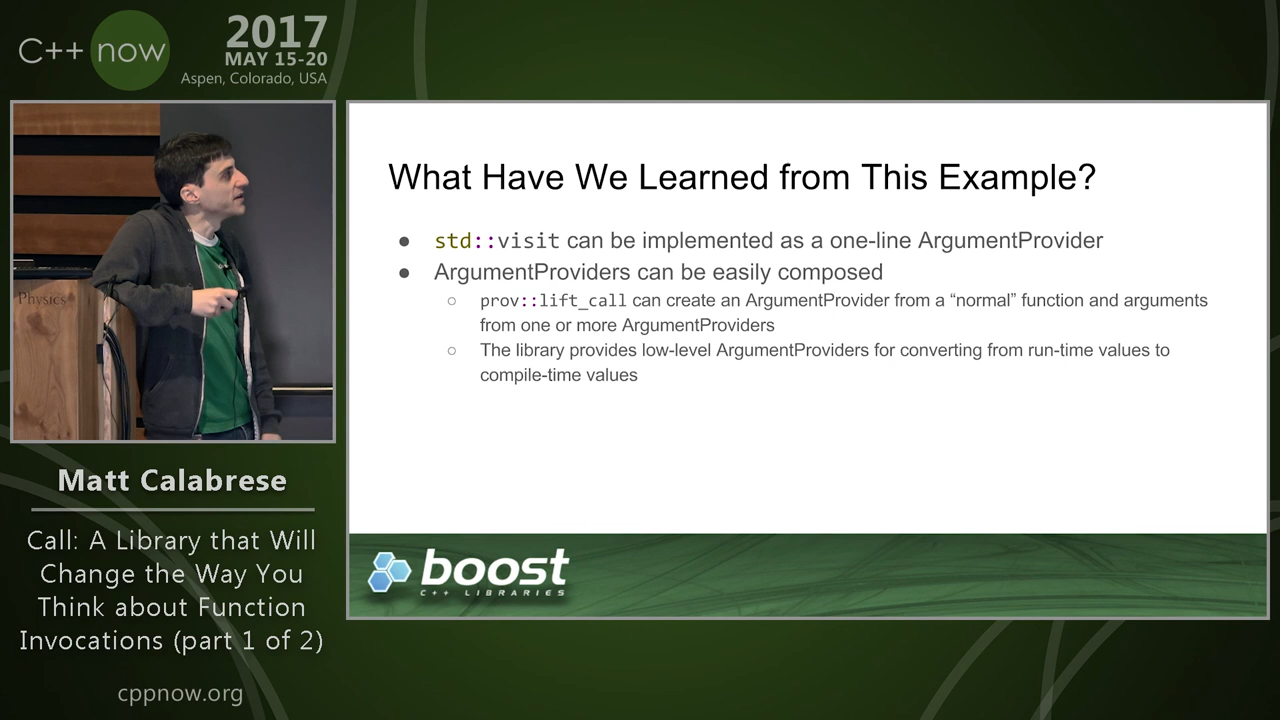 C++ now
2017
MAY 15-20
Aspen, Colorado, USA
Physics
Matt Calabrese
Call: A Library that Will
Change the Way You
Think about Function
Invocations (part 1 of 2)
cppnow.org
What Have We Learned from This Example?
● std::visit can be implemented as a one-line ArgumentProvider
● ArgumentProviders can be easily composed
○ prov::lift_call can create an ArgumentProvider from a “normal” function and arguments
from one or more ArgumentProviders
○ The library provides low-level ArgumentProviders for converting from run-time values to
compile-time values
boost
C++ LIBRARIES